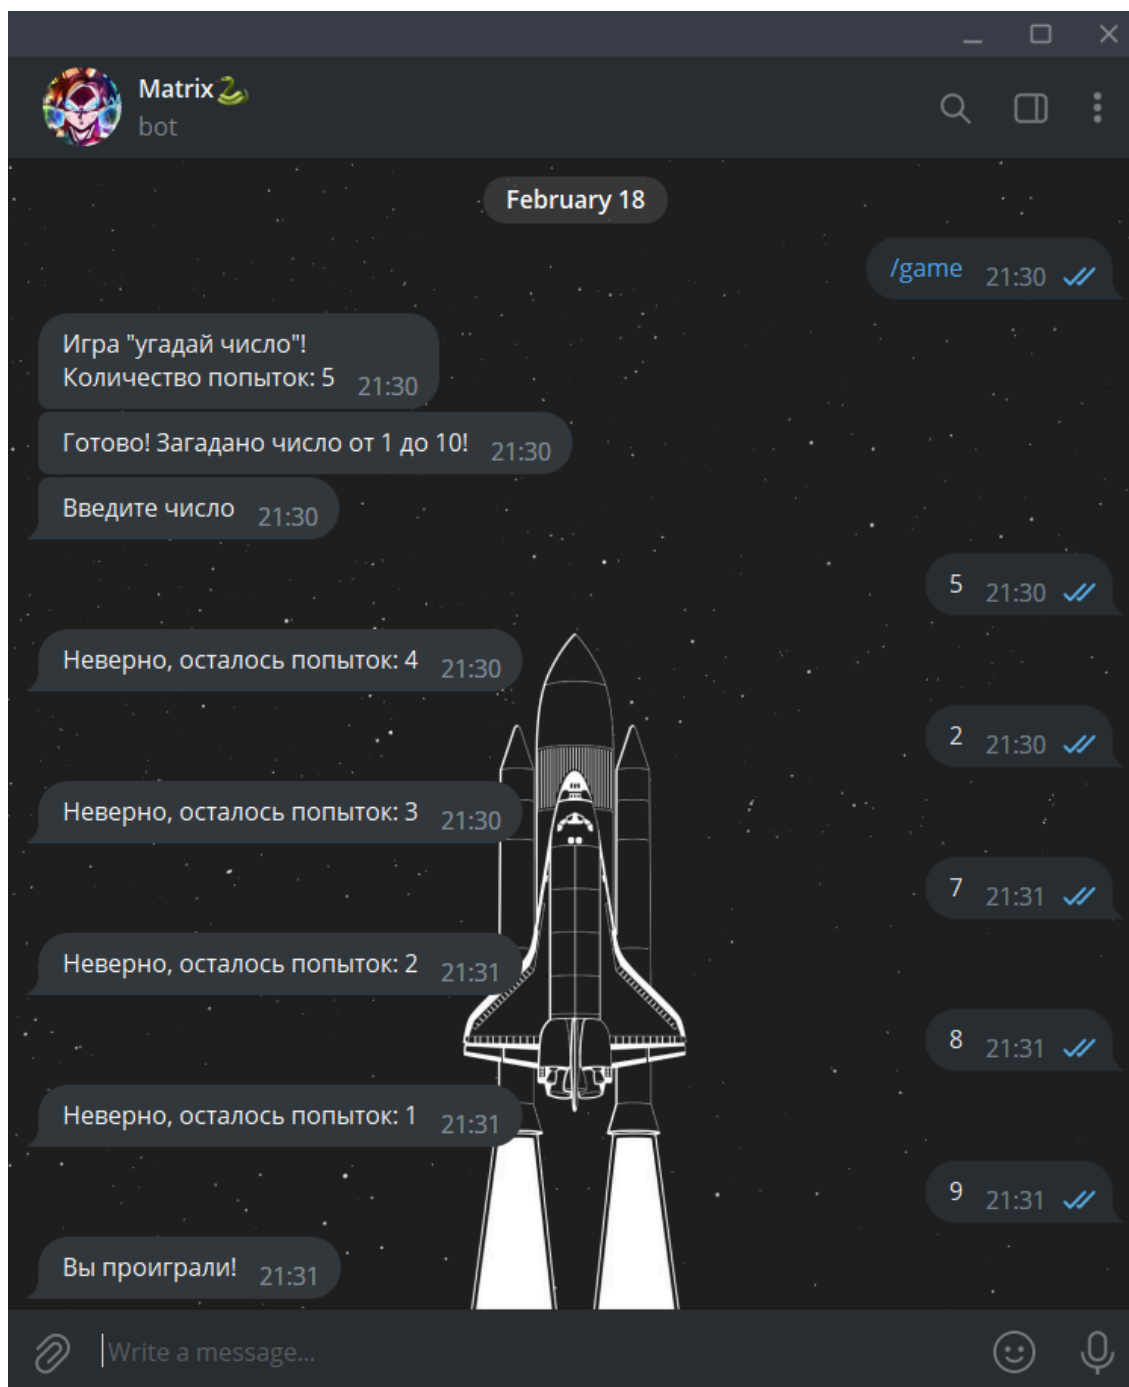 Matrix
bot
February 18
/game 21:30
Игра "угадай число"!
Количество попыток: 5 21:30
Готово! Загадано число от 1 до 10! 21:30
Введите число 21:30
5 21:30
Неверно, осталось попыток: 4 21:30
2 21:30
Неверно, осталось попыток: 3 21:30
7 21:31
Неверно, осталось попыток: 2 21:31
8 21:31
Неверно, осталось попыток: 1 21:31
9 21:31
Вы проиграли! 21:31
Write a message...